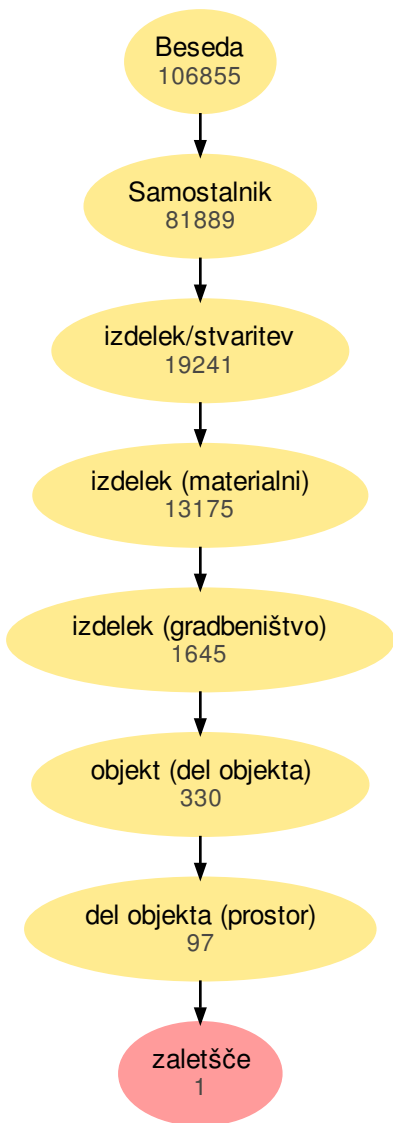 Beseda
106855
Samostalnik
81889
izdelek/stvaritev
19241
izdelek (materialni)
13175
izdelek (gradbeništvo)
1645
objekt (del objekta)
330
del objekta (prostor)
97
zaletšče
1